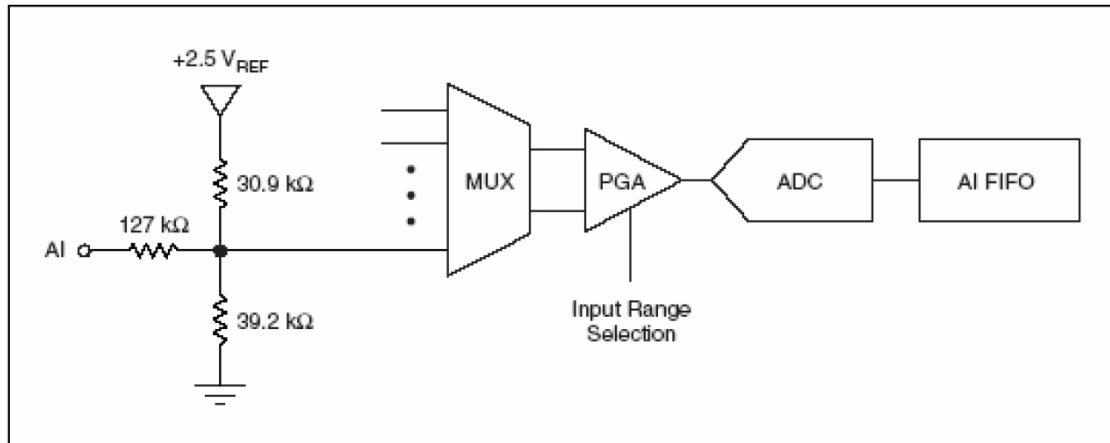 +2.5 VREF
30.9 kΩ
127 kΩ
AI
39.2 kΩ
MUX
PGA
ADC
AI FIFO
Input Range
Selection